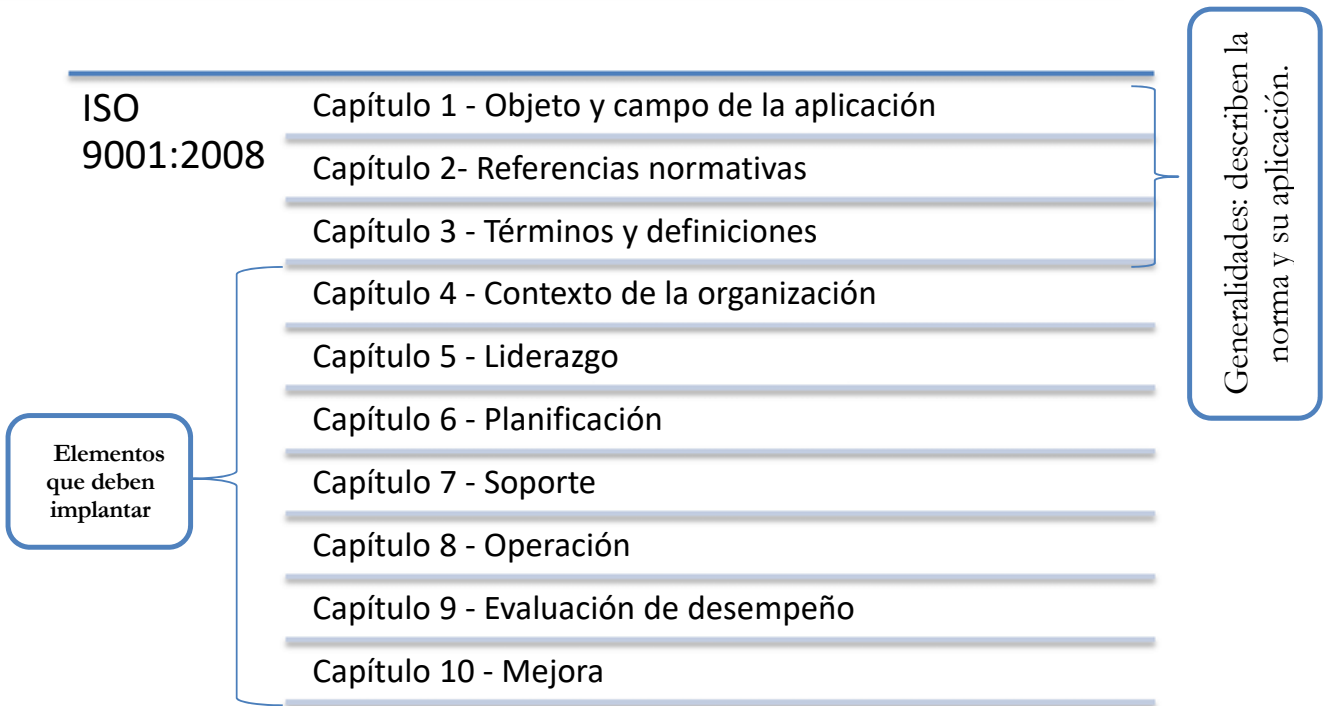 ISO
9001:2008
Capítulo 1 - Objeto y campo de la aplicación
Capítulo 2- Referencias normativas
Capítulo 3 - Términos y definiciones
Capítulo 4 - Contexto de la organización
Capítulo 5 - Liderazgo
Capítulo 6 - Planificación
Capítulo 7 - Soporte
Capítulo 8 - Operación
Capítulo 9 - Evaluación de desempeño
Capítulo 10 - Mejora
Elementos
que deben
implantar
Generalidades: describen la
norma y su aplicación.